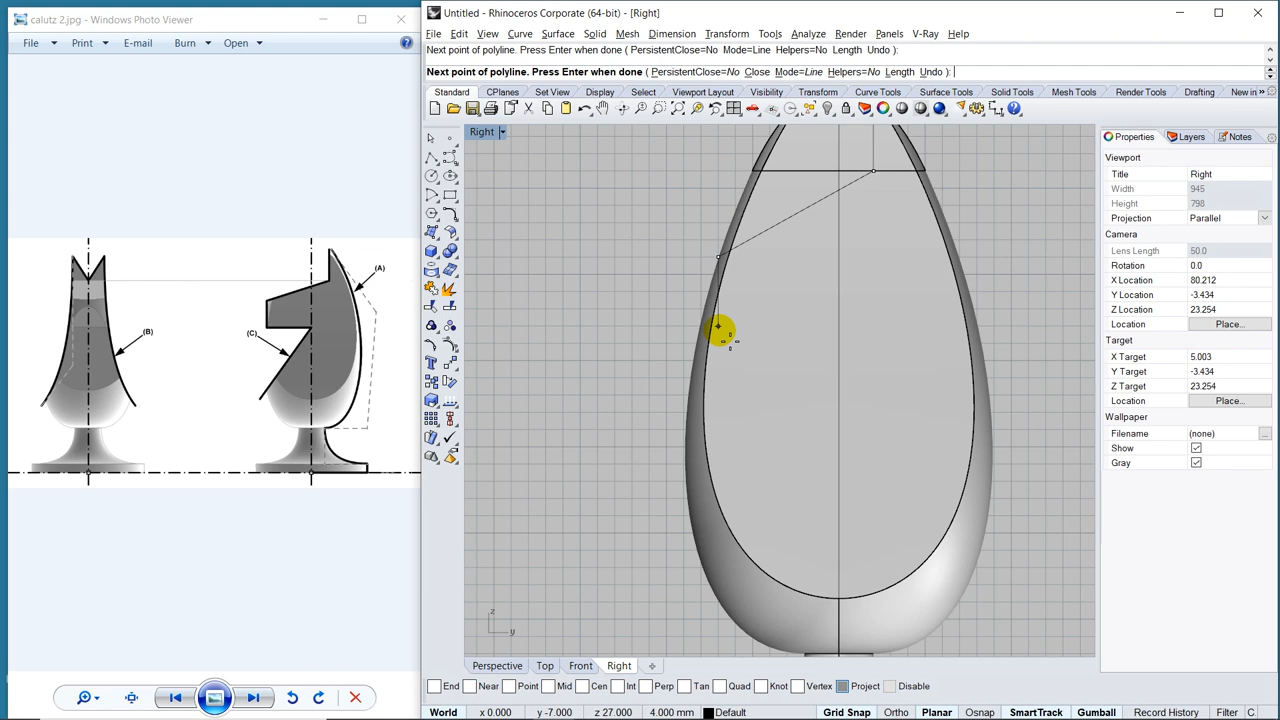 calutz 2.jpg - Windows Photo Viewer
File Print E-mail Burn Open
(A)
(B)
(C)
Untitled - Rhinoceros Corporate (64-bit) - [Right]
File Edit View Curve Surface Solid Mesh Dimension Transform Tools Analyze Render Panels V-Ray Help
Next point of polyline. Press Enter when done ( PersistentClose=No Mode=Line Helpers=No Length Undo ):
Next point of polyline. Press Enter when done ( PersistentClose=No Close Mode=Line Helpers=No Length Undo ):
Standard CPlanes Set View Display Select Viewport Layout Visibility Transform Curve Tools Surface Tools Solid Tools Mesh Tools Render Tools Drafting New in
Right
z
y
Perspective Top Front Right
Properties Layers Notes
Viewport
Title Right
Width 945
Height 798
Projection Parallel
Camera
Lens Length 50.0
Rotation 0.0
X Location 80.212
Y Location -3.434
Z Location 23.254
Location Place...
Target
X Target 5.003
Y Target -3.434
Z Target 23.254
Location Place...
Wallpaper
Filename (none) ...
Show
Gray
End Near Point Mid Cen Int Perp Tan Quad Knot Vertex Project Disable
World x 0.000 y -7.000 z 27.000 4.000 mm Default Grid Snap Ortho Planar Osnap SmartTrack Gumball Record History Filter C